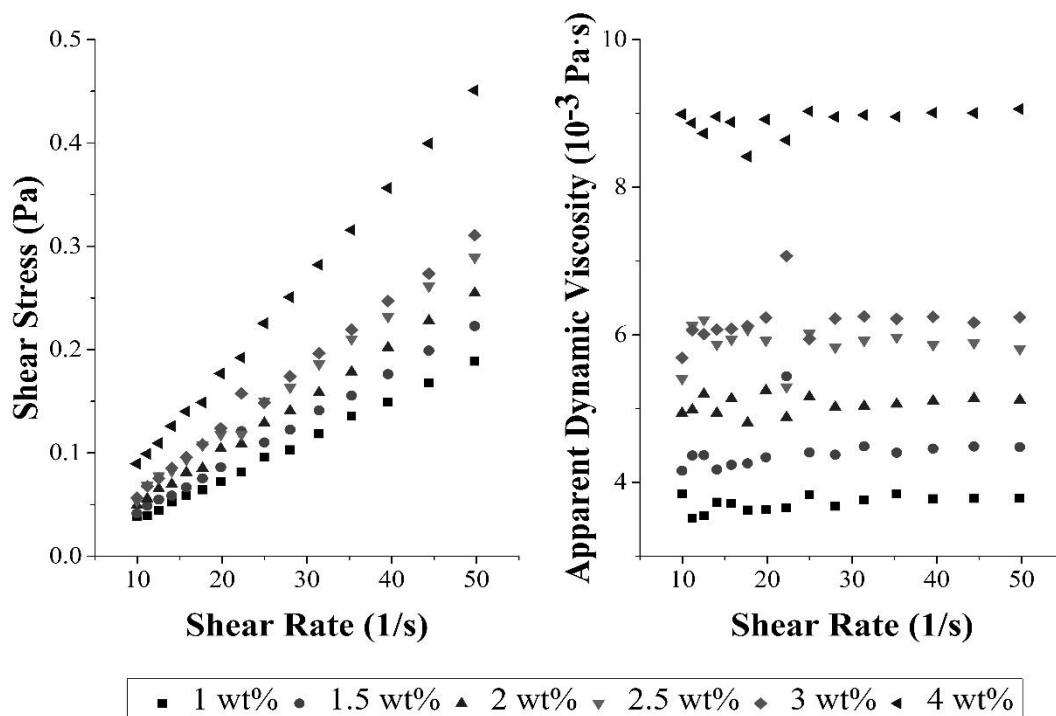 Shear Stress (Pa)
0.5
0.4
0.3
0.2
0.1
0.0
10 20 30 40 50
Shear Rate (1/s)
Apparent Dynamic Viscosity (10⁻³ Pa·s)
10
8
6
4
10 20 30 40 50
Shear Rate (1/s)
1 wt% 1.5 wt% 2 wt% 2.5 wt% 3 wt% 4 wt%